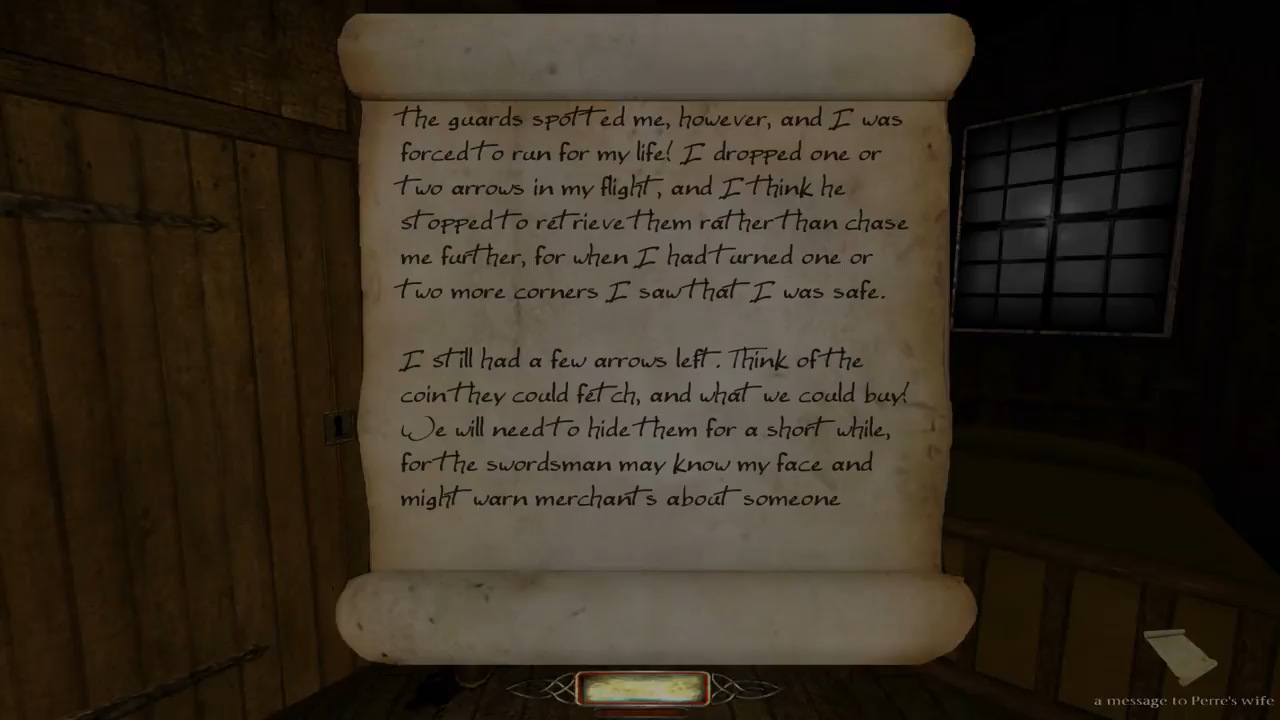 the guards spotted me, however, and I was
forced to run for my life! I dropped one or
two arrows in my flight, and I think he
stopped to retrieve them rather than chase
me further, for when I had turned one or
two more corners I saw that I was safe.
I still had a few arrows left. Think of the
coin they could fetch, and what we could buy!
We will need to hide them for a short while,
for the swordsman may know my face and
might warn merchants about someone
a message to Perre's wife